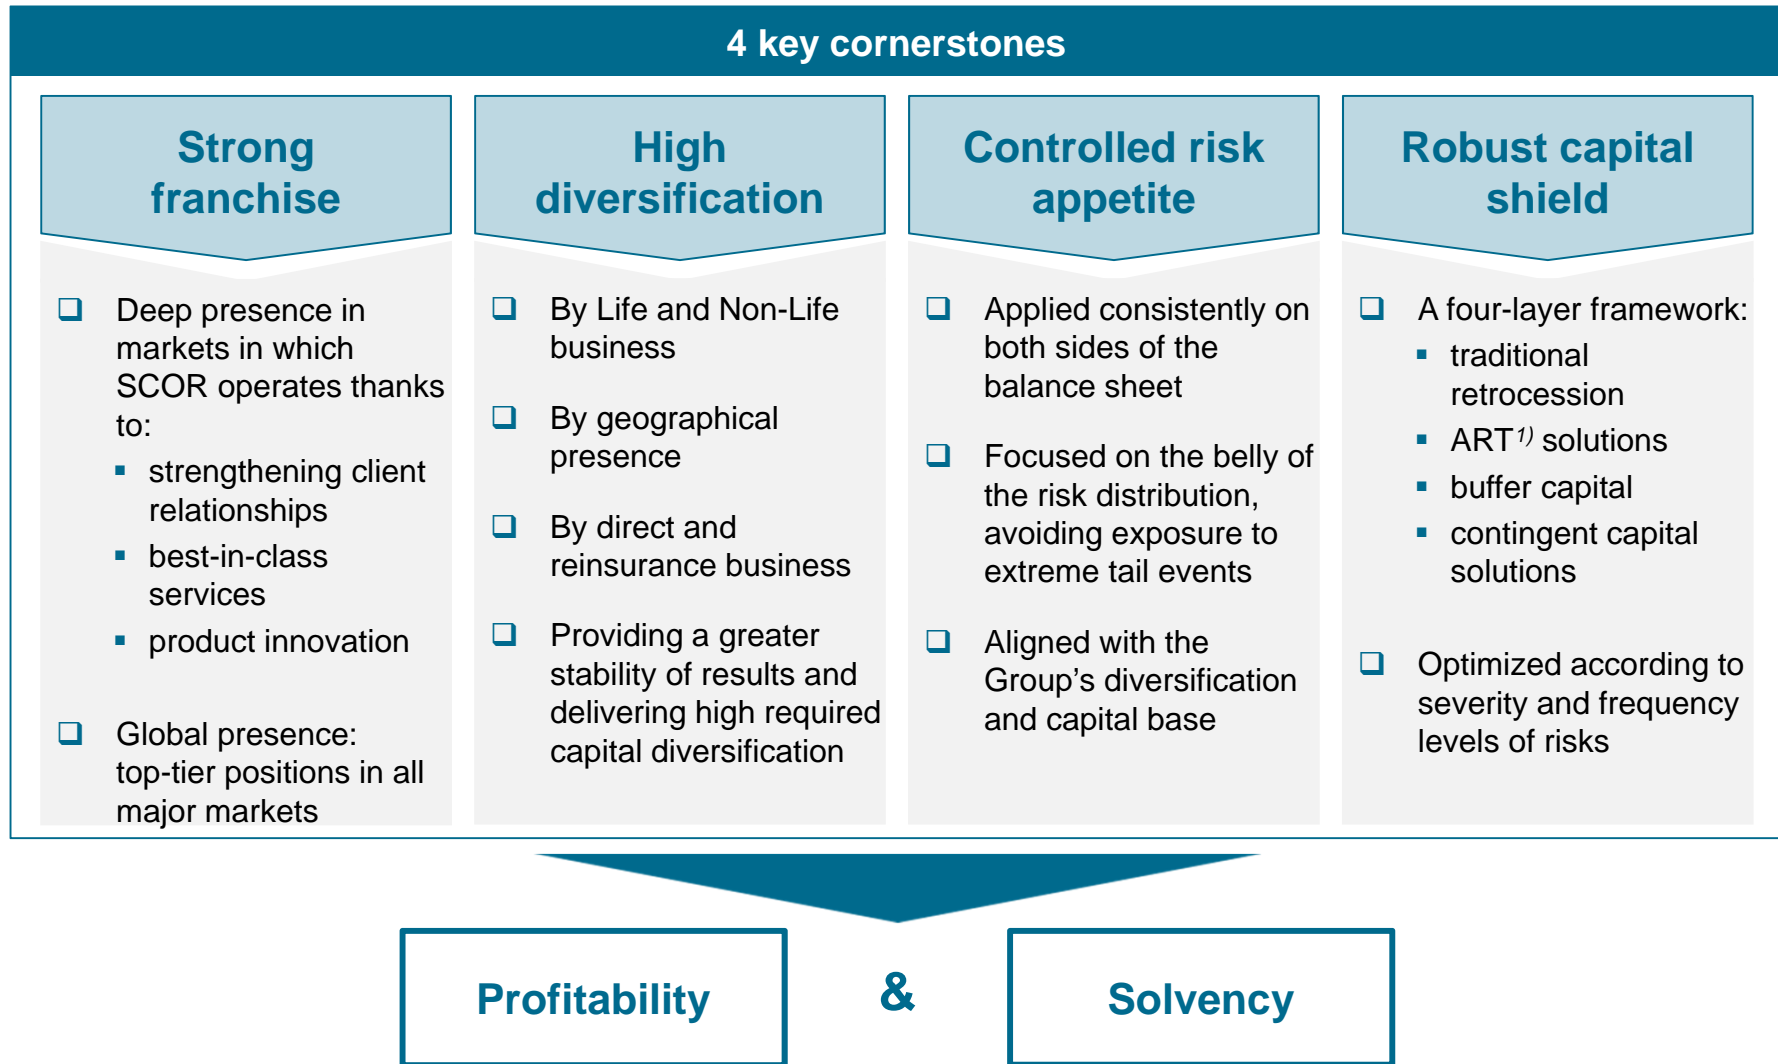 4 key cornerstones
Strong
franchise
Deep presence in
markets in which
SCOR operates thanks
to:
strengthening client
relationships
best-in-class
services
product innovation
Global presence:
top-tier positions in all
major markets
High
diversification
By Life and Non-Life
business
By geographical
presence
By direct and
reinsurance business
Providing a greater
stability of results and
delivering high required
capital diversification
Controlled risk
appetite
Applied consistently on
both sides of the
balance sheet
Focused on the belly of
the risk distribution,
avoiding exposure to
extreme tail events
Aligned with the
Group’s diversification
and capital base
Robust capital
shield
A four-layer framework:
traditional
retrocession
ART1) solutions
buffer capital
contingent capital
solutions
Optimized according to
severity and frequency
levels of risks
Profitability
&
Solvency